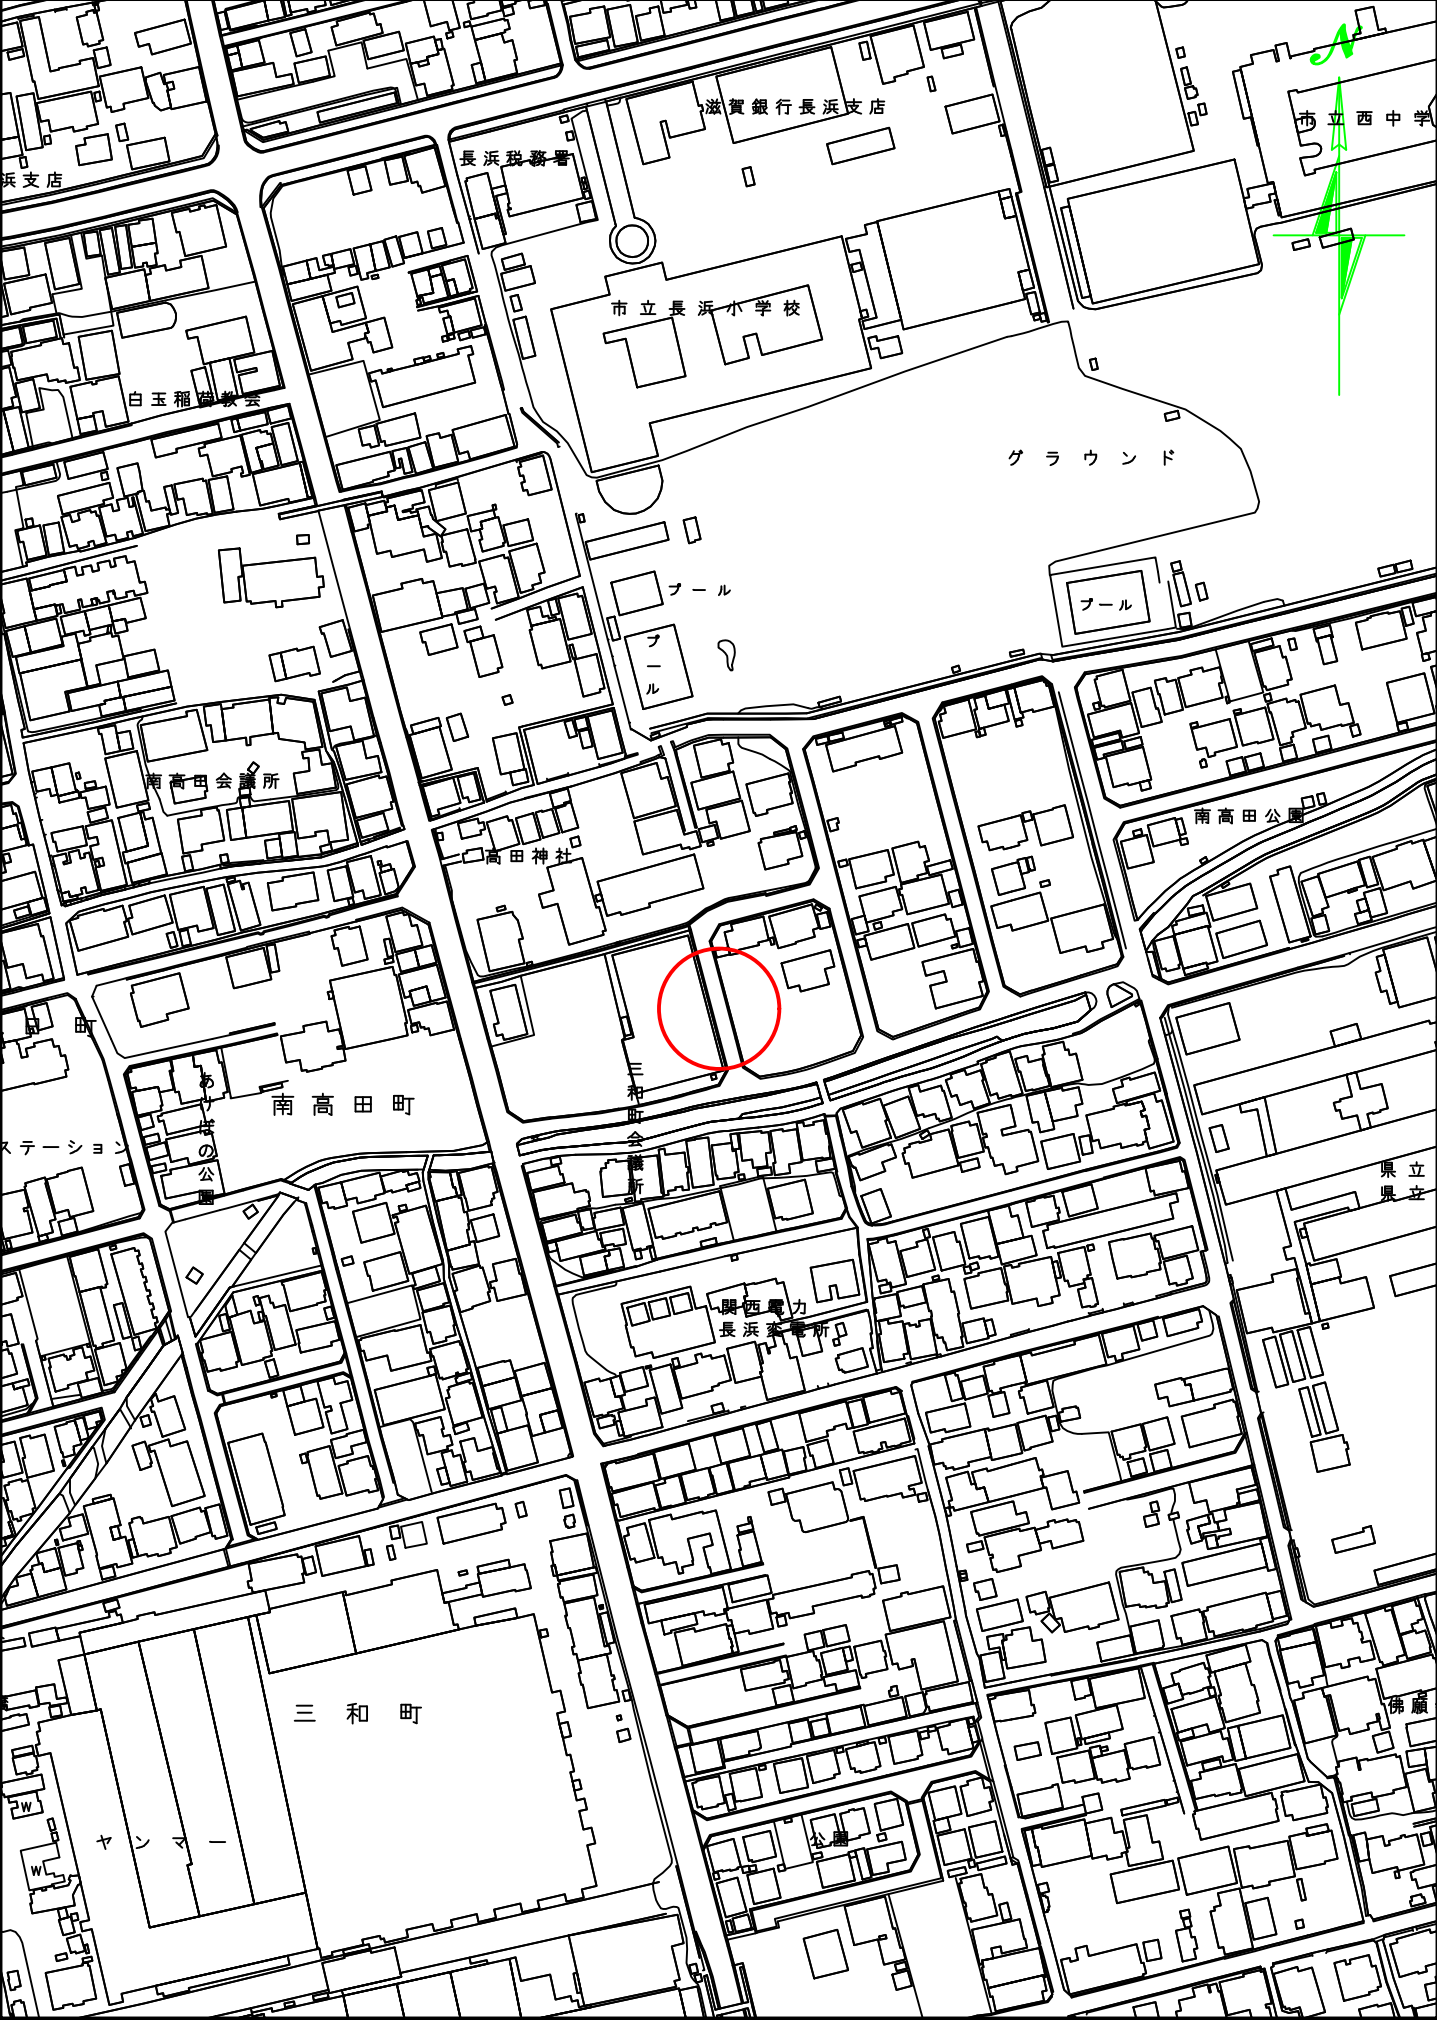 N
滋賀銀行長浜支店
市立西中学
長浜税務署
浜支店
市立長浜小学校
白玉稲荷教会
グラウンド
プール
プール
プール
南高田会議所
南高田公園
高田神社
日町
三和町会議所
あけぼの公園
南高田町
ステーション
県立
県立
関西電力
長浜変電所
三和町
佛願
W
ヤンマー
公園
W